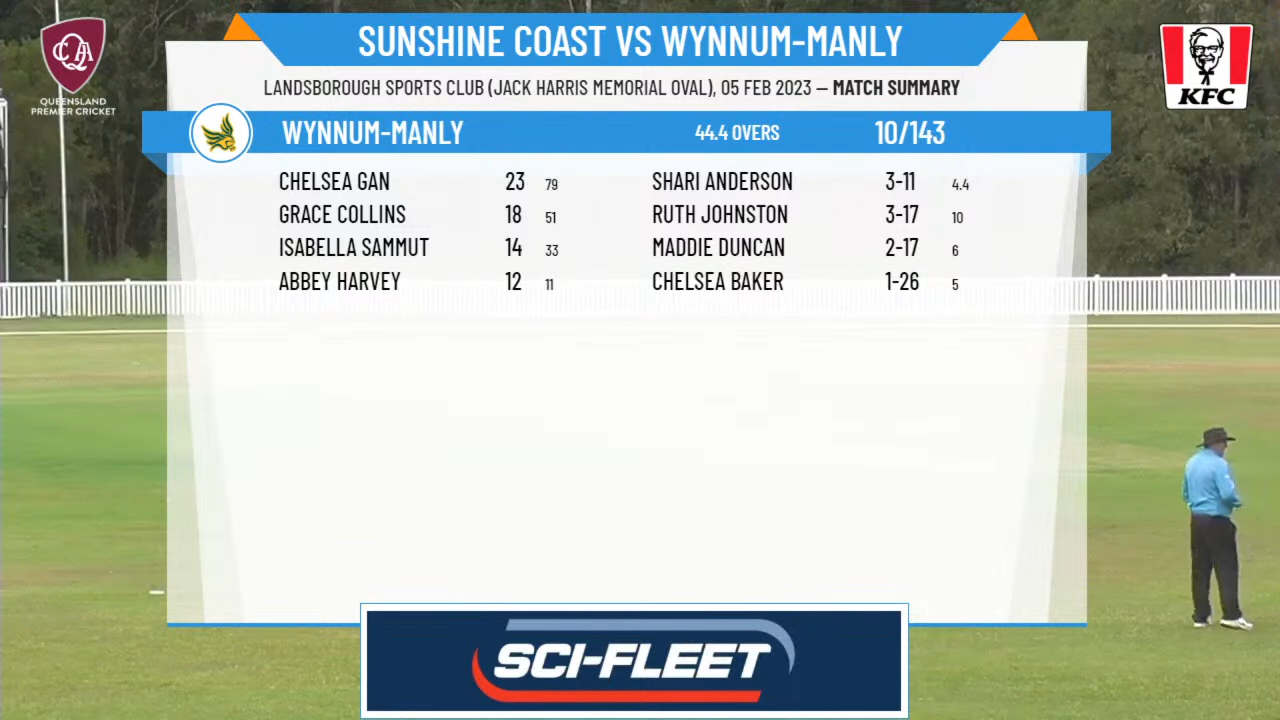 SUNSHINE COAST VS WYNNUM-MANLY
QUEENSLAND
PREMIER CRICKET
KFC
LANDSBOROUGH SPORTS CLUB (JACK HARRIS MEMORIAL OVAL), 05 FEB 2023 – MATCH SUMMARY
WYNNUM-MANLY 44.4 OVERS 10/143
CHELSEA GAN 23 79 SHARI ANDERSON 3-11 4.4
GRACE COLLINS 18 51 RUTH JOHNSTON 3-17 10
ISABELLA SAMMUT 14 33 MADDIE DUNCAN 2-17 6
ABBEY HARVEY 12 11 CHELSEA BAKER 1-26 5
SCI-FLEET